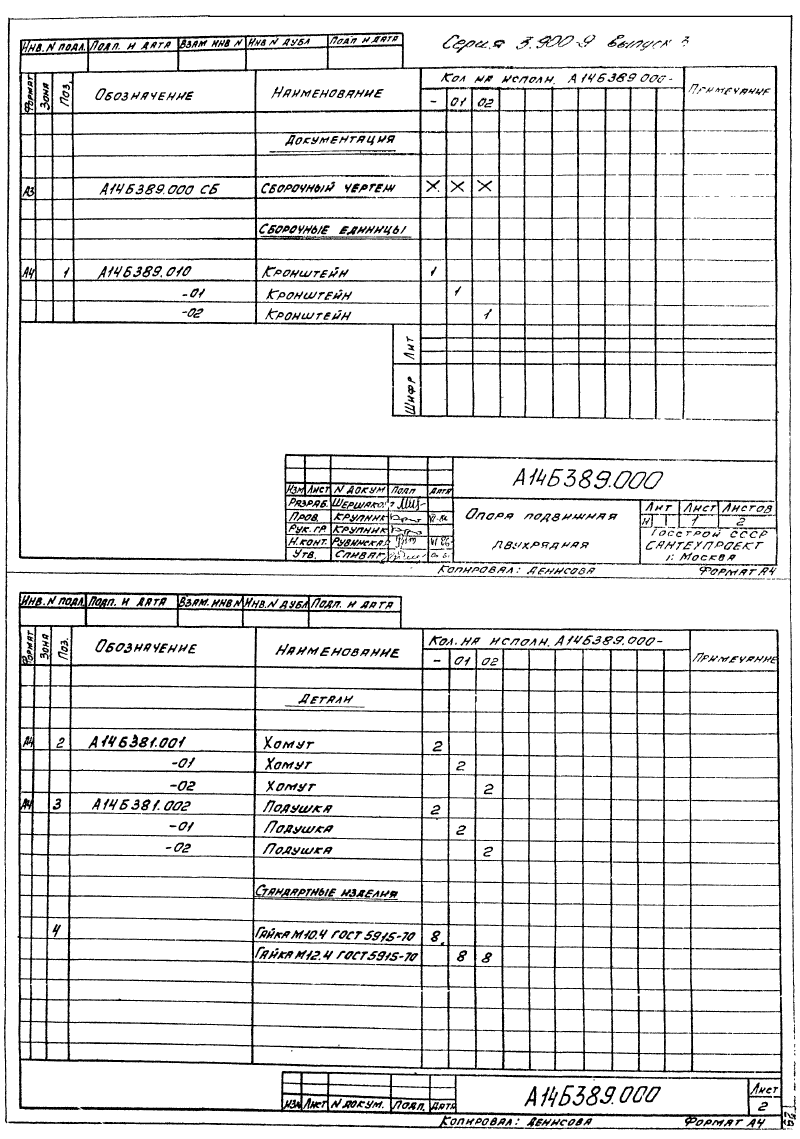 Серия 3.900-9 Выпуск 3
Инв. N подл. Подп. и дата Взам инв N Инв N дубл Подп и дата
Формат Зона Поз. Обозначение Наименование Кол на исполн. А14Б389.000- Примечание
- 01 02
Документация
А3 А14Б389.000 СБ Сборочный чертеж X X X
Сборочные единицы
А4 1 А14Б389.010 Кронштейн 1
-01 Кронштейн 1
-02 Кронштейн 1
Лит
Шифр
А14Б389.000
Изм Лист N докум Подп Дата
Разраб.
Пров. Крупник
Рук. гр Крупник
Н.конт. Рувинская
Утв. Спивак
Опора подвижная
двухрядная
Лит Лист Листов
И 1 2
Госстрой СССР
Сантехпроект
г. Москва
Копировал: Денисова Формат А4
Инв. N подл. Подп. и дата Взам. инв N Инв. N дубл Подп. и дата
Формат Зона Поз. Обозначение Наименование Кол. на исполн. А14Б389.000- Примечание
- 01 02
Детали
А4 2 А14Б381.001 Хомут 2
-01 Хомут 2
-02 Хомут 2
А4 3 А14Б381.002 Подушка 2
-01 Подушка 2
-02 Подушка 2
Стандартные изделия
4 Гайка М10.4 ГОСТ 5915-70 8
Гайка М12.4 ГОСТ 5915-70 8 8
Изм Лист N докум. Подп. Дата
А14Б389.000
Лист
2
Копировал: Денисова Формат А4